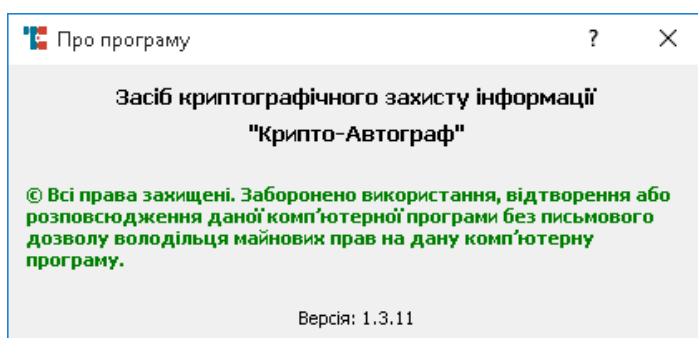 Про програму
Засіб криптографічного захисту інформації
"Крипто-Автограф"
© Всі права захищені. Заборонено використання, відтворення або
розповсюдження даної комп'ютерної програми без письмового
дозволу володільця майнових прав на дану комп'ютерну
програму.
Версія: 1.3.11